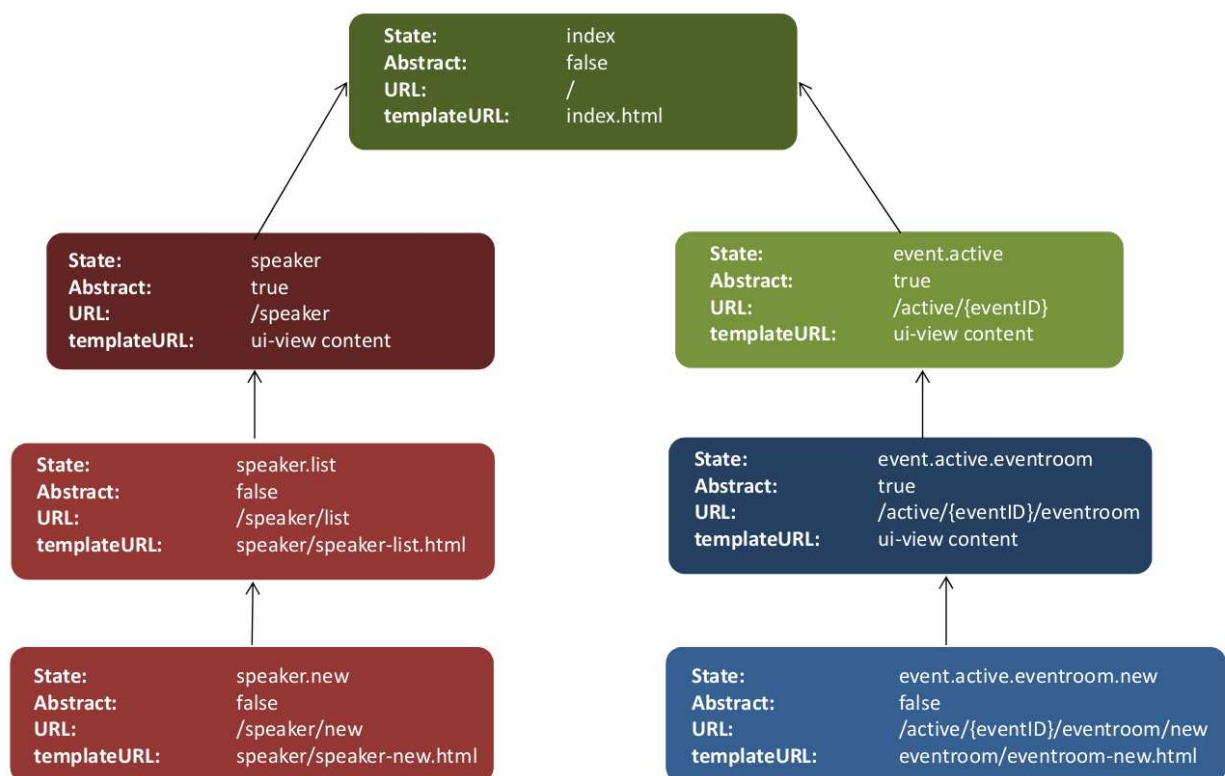 State: index
Abstract: false
URL: /
templateURL: index.html
State: speaker
Abstract: true
URL: /speaker
templateURL: ui-view content
State: event.active
Abstract: true
URL: /active/{eventID}
templateURL: ui-view content
State: speaker.list
Abstract: false
URL: /speaker/list
templateURL: speaker/speaker-list.html
State: event.active.eventroom
Abstract: true
URL: /active/{eventID}/eventroom
templateURL: ui-view content
State: speaker.new
Abstract: false
URL: /speaker/new
templateURL: speaker/speaker-new.html
State: event.active.eventroom.new
Abstract: false
URL: /active/{eventID}/eventroom/new
templateURL: eventroom/eventroom-new.html